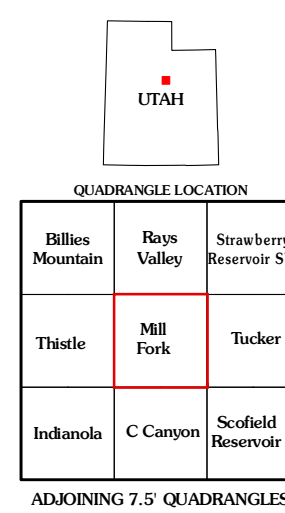 UTAH
QUADRANGLE LOCATION
Billies
Mountain
Rays
Valley
Strawberry
Reservoir
Thistle
Mill
Fork
Tucker
Indianola
C Canyon
Scofield
Reservoir
ADJOINING 7.5' QUADRANGLES